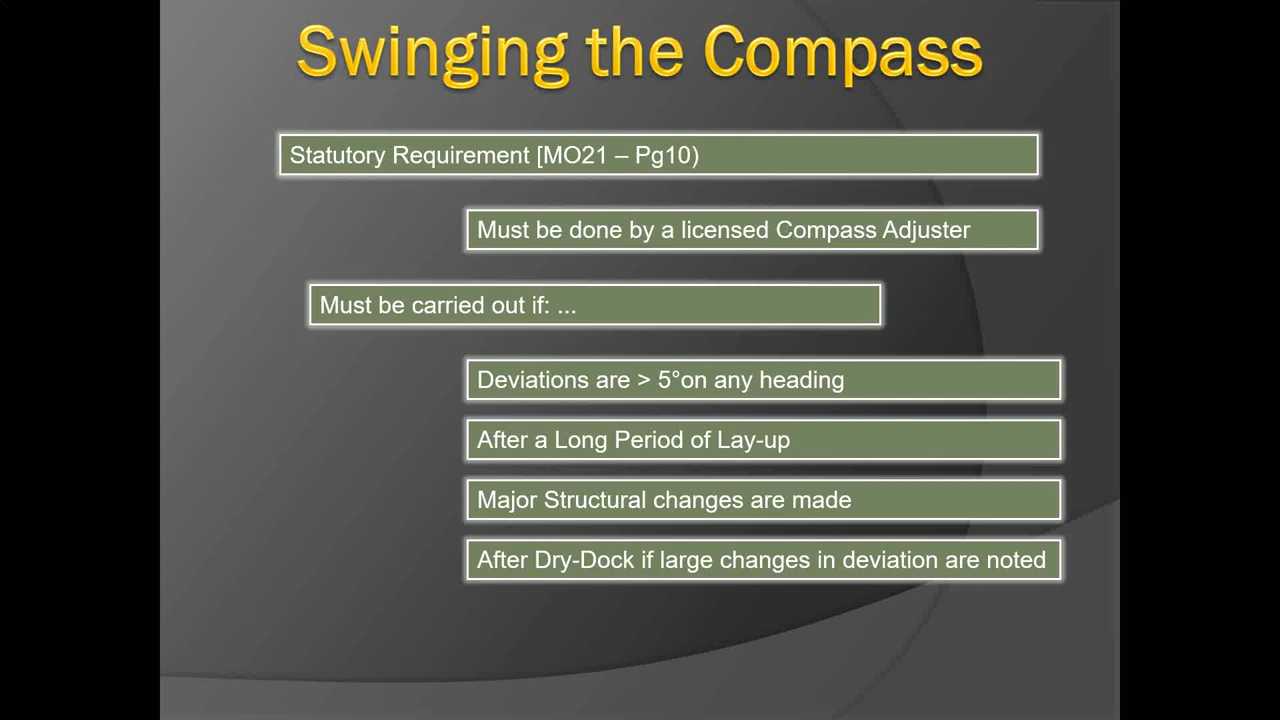 Swinging the Compass
Statutory Requirement [MO21 – Pg10)
Must be done by a licensed Compass Adjuster
Must be carried out if: ...
Deviations are > 5°on any heading
After a Long Period of Lay-up
Major Structural changes are made
After Dry-Dock if large changes in deviation are noted